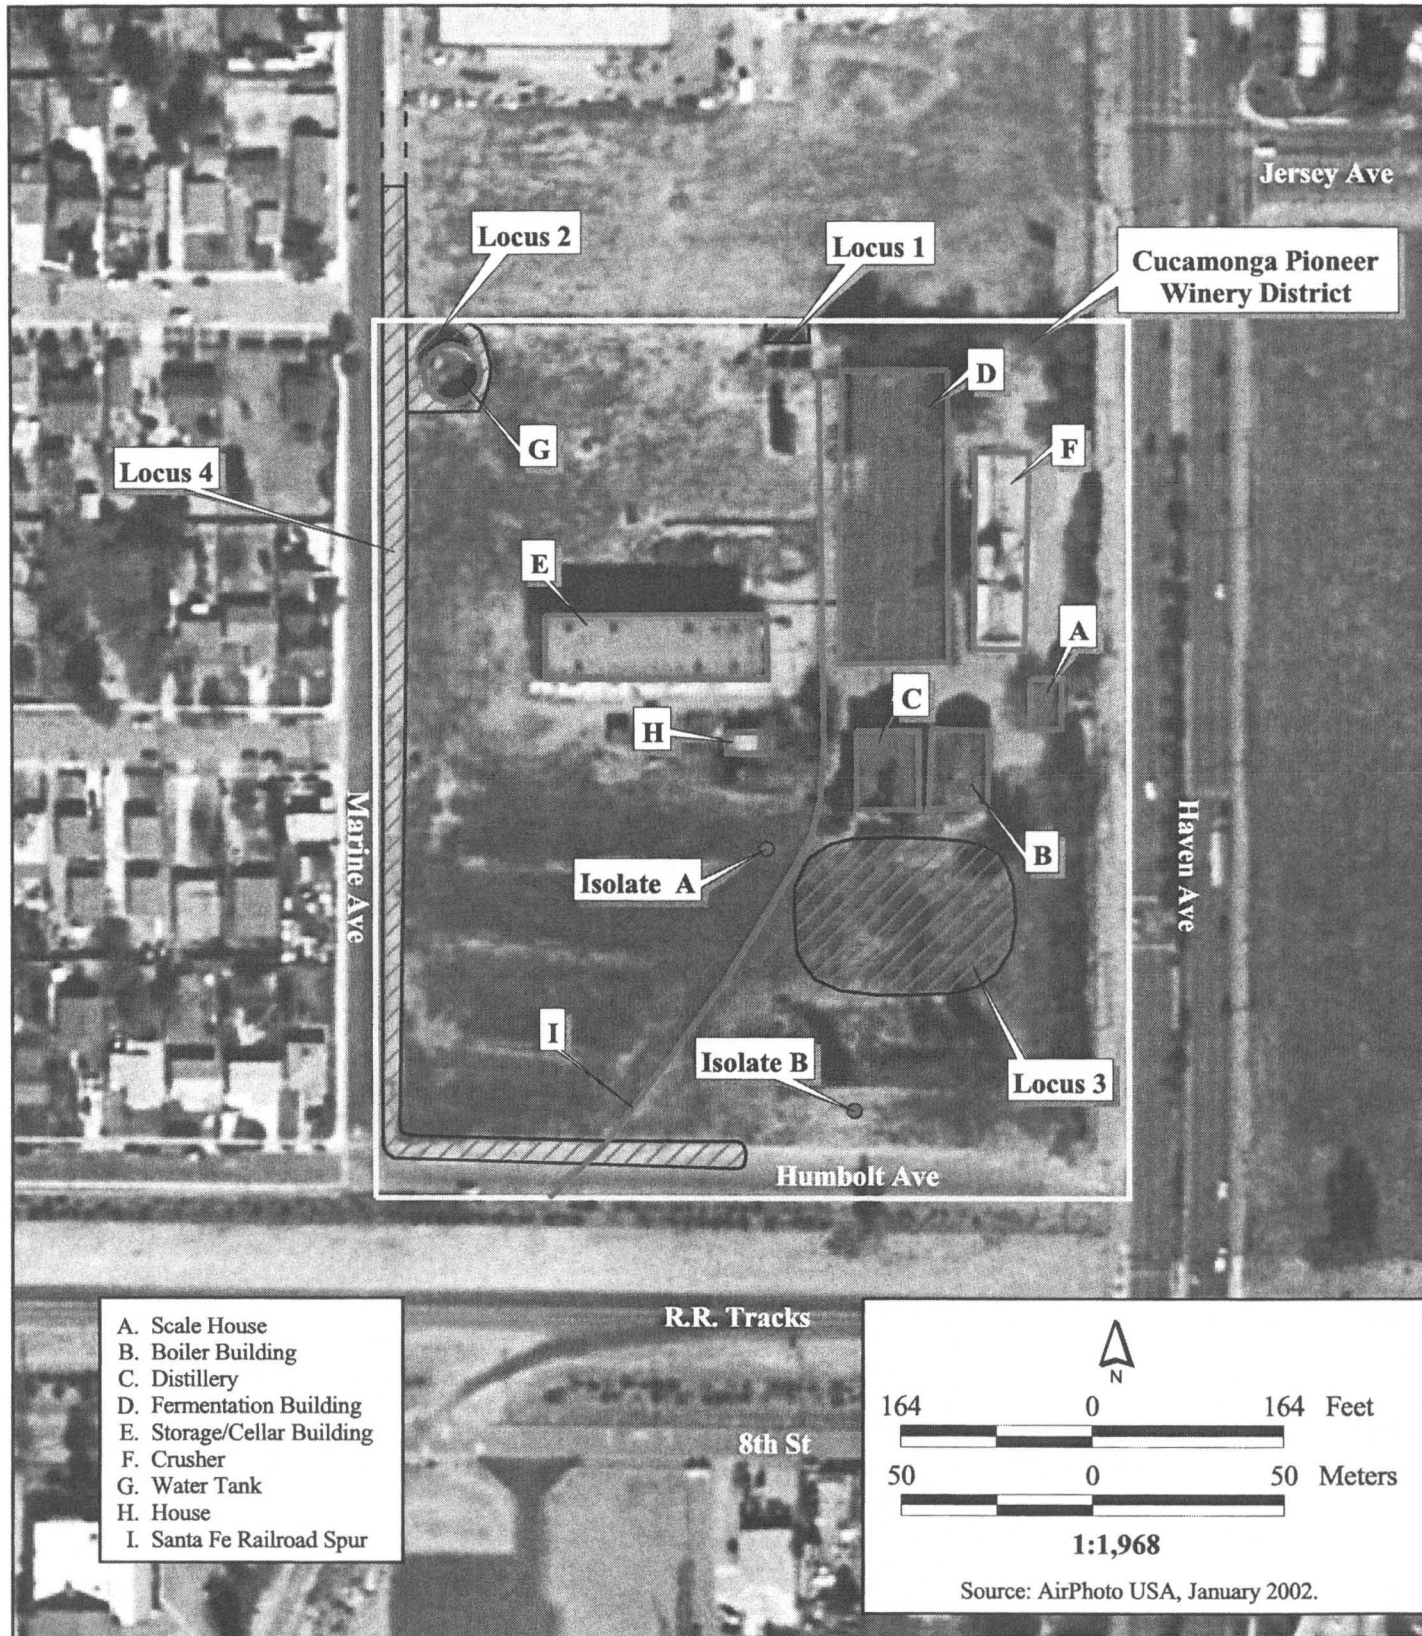 Jersey Ave
Locus 2
Locus 1
Cucamonga Pioneer
Winery District
D
G
F
Locus 4
E
A
C
H
Marine Ave
Haven Ave
B
Isolate A
I
Isolate B
Locus 3
Humbolt Ave
R.R. Tracks
8th St
A. Scale House
B. Boiler Building
C. Distillery
D. Fermentation Building
E. Storage/Cellar Building
F. Crusher
G. Water Tank
H. House
I. Santa Fe Railroad Spur
N
164 0 164 Feet
50 0 50 Meters
1:1,968
Source: AirPhoto USA, January 2002.